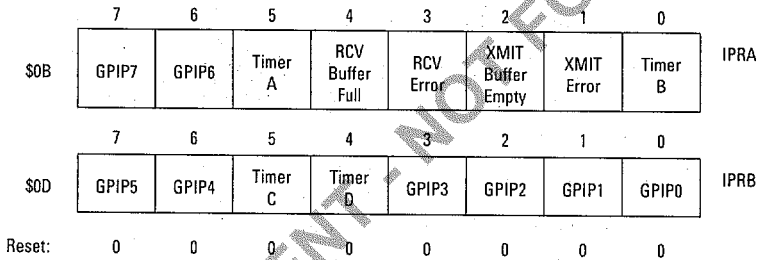 7 6 5 4 3 2 1 0
$0B GPIP7 GPIP6 Timer A RCV Buffer Full RCV Error XMIT Buffer Empty XMIT Error Timer B IPRA
7 6 5 4 3 2 1 0
$0D GPIP5 GPIP4 Timer C Timer D GPIP3 GPIP2 GPIP1 GPIP0 IPRB
Reset: 0 0 0 0 0 0 0 0